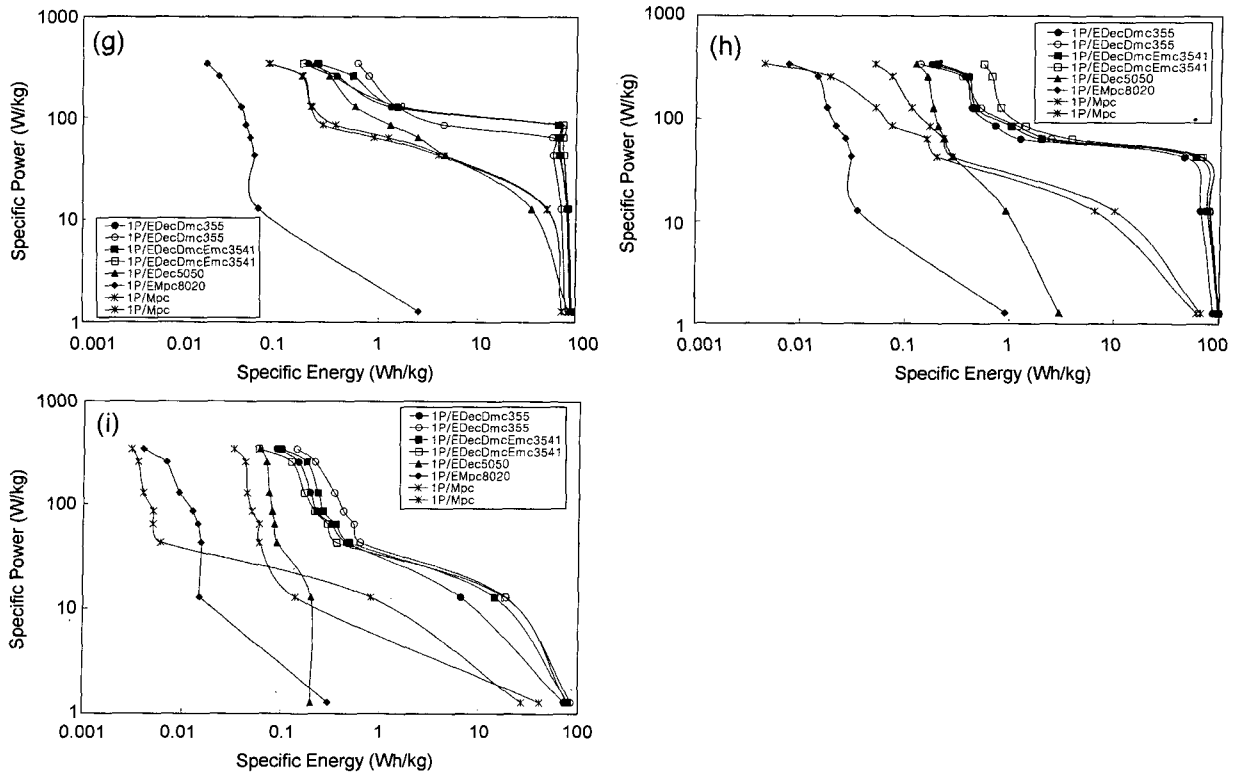 (g)
1000
100
10
1
Specific Power (W/kg)
1P/EDecDmc355
1P/EDecDmc355
1P/EDecDmcEmc3541
1P/EDecDmcEmc3541
1P/EDec5050
1P/EMpc8020
1P/Mpc
1P/Mpc
0.001 0.01 0.1 1 10 100
Specific Energy (Wh/kg)
(h)
1000
100
10
1
Specific Power (W/kg)
1P/EDecDmc355
1P/EDecDmc355
1P/EDecDmcEmc3541
1P/EDecDmcEmc3541
1P/EDec5050
1P/EMpc8020
1P/Mpc
1P/Mpc
0.001 0.01 0.1 1 10 100
Specific Energy (Wh/kg)
(i)
1000
100
10
1
Specific Power (W/kg)
1P/EDecDmc355
1P/EDecDmc355
1P/EDecDmcEmc3541
1P/EDecDmcEmc3541
1P/EDec5050
1P/EMpc8020
1P/Mpc
1P/Mpc
0.001 0.01 0.1 1 10 100
Specific Energy (Wh/kg)